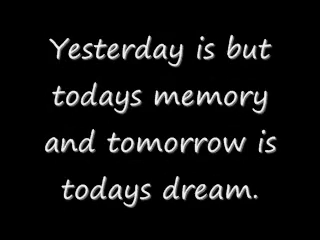 Yesterday is but
todays memory
and tomorrow is
todays dream.